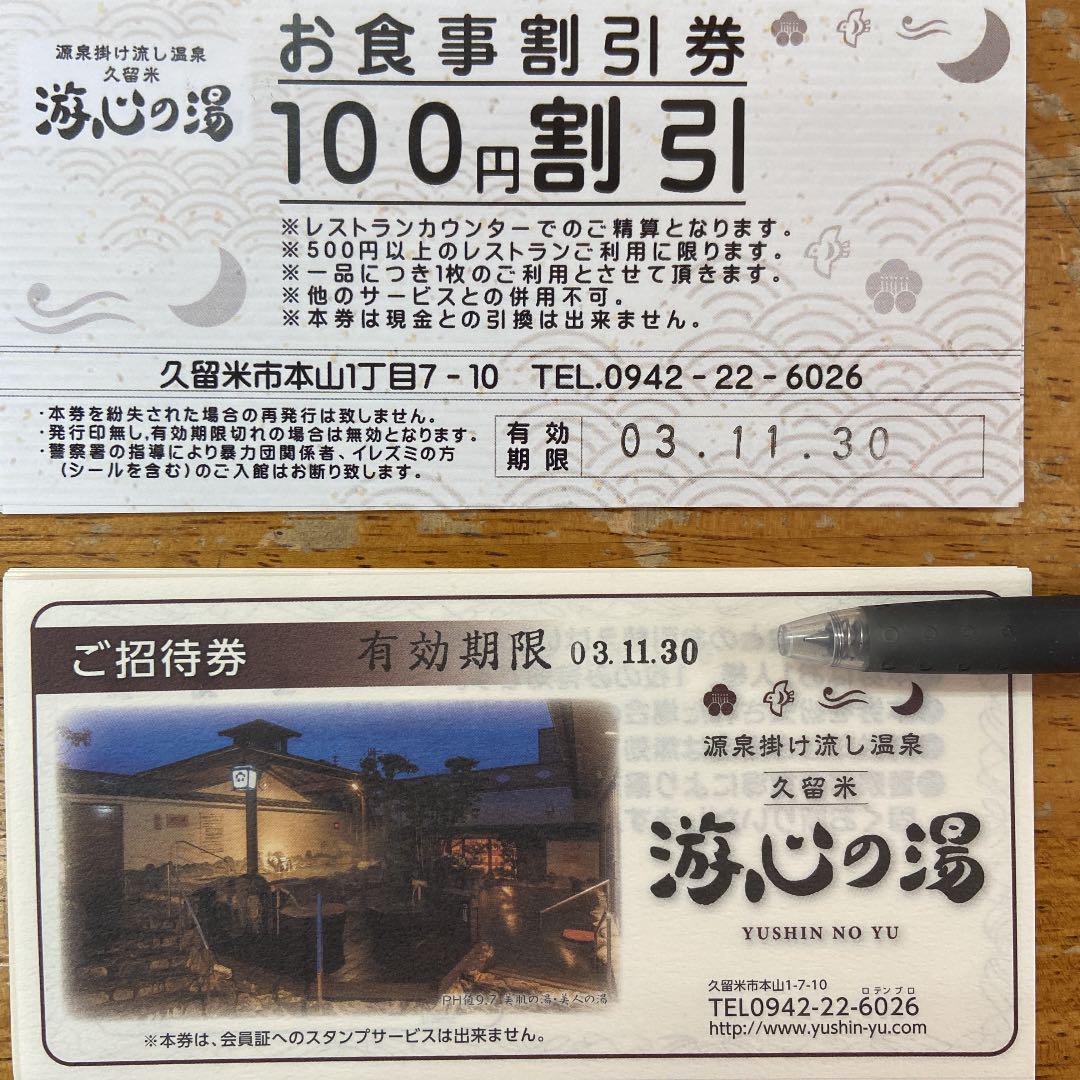 源泉掛け流し温泉
久留米
游心の湯
お食事割引券
100円割引
※レストランカウンターでのご精算となります。
※500円以上のレストランご利用に限ります。
※一品につき1枚のご利用とさせて頂きます。
※他のサービスとの併用不可。
※本券は現金との引換は出来ません。
久留米市本山1丁目7-10 TEL.0942-22-6026
・本券を紛失された場合の再発行は致しません。
・発行印無し,有効期限切れの場合は無効となります。
・警察署の指導により暴力団関係者、イレズミの方
(シールを含む)のご入館はお断り致します。
有効
期限
03.11.30
ご招待券
有効期限 03.11.30
源泉掛け流し温泉
久留米
游心の湯
YUSHIN NO YU
PH値9.7 美肌の湯・美人の湯
久留米市本山1-7-10
ロテンブロ
TEL0942-22-6026
http://www.yushin-yu.com
※本券は、会員証へのスタンプサービスは出来ません。